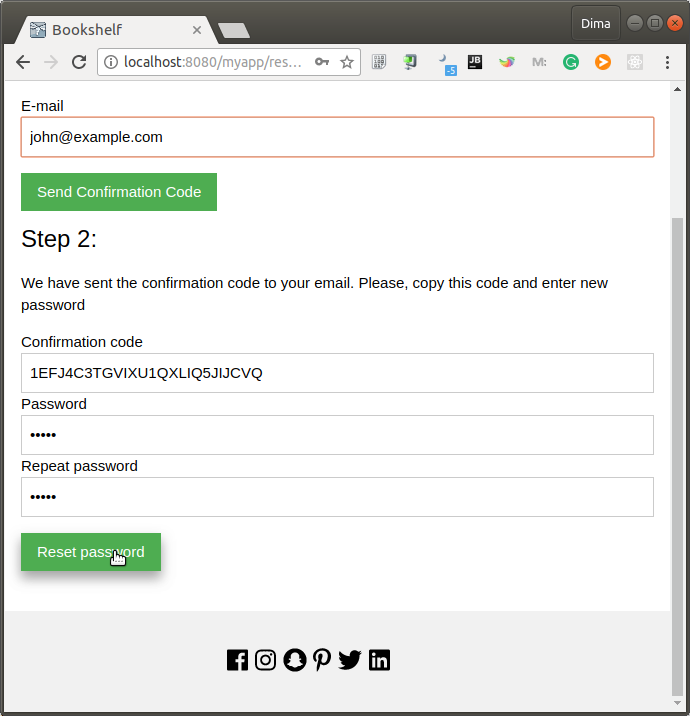 Bookshelf
Dima
localhost:8080/myapp/res...
-5
JB
M:
E-mail
john@example.com
Send Confirmation Code
Step 2:
We have sent the confirmation code to your email. Please, copy this code and enter new
password
Confirmation code
1EFJ4C3TGVIXU1QXLIQ5JIJCVQ
Password
•••••
Repeat password
•••••
Reset password